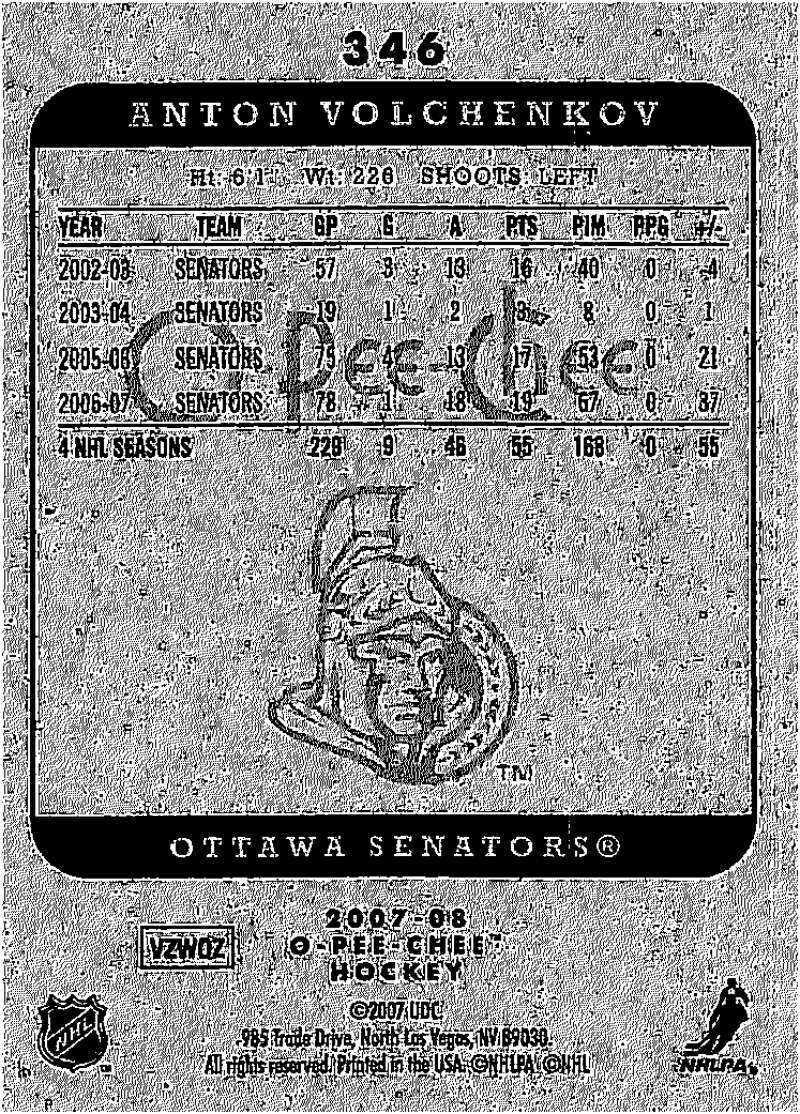 346
ANTON VOLCHENKOV
Ht: 6'1" Wt: 226 SHOOTS: LEFT
YEAR TEAM GP G A PTS PIM PPG +/-
2002-03 SENATORS 57 3 13 16 40 0 -4
2003-04 SENATORS 19 1 2 3 8 0 1
2005-06 SENATORS 75 4 13 17 53 0 21
2006-07 SENATORS 78 1 18 19 67 0 37
O-Pee-Chee
4 NHL SEASONS 229 9 46 55 168 0 55
TM
OTTAWA SENATORS®
2007-08
VZWOZ O-PEE-CHEE™
HOCKEY
©2007 UDC
985 Trade Drive, North Las Vegas, NV 89030.
All rights reserved. Printed in the USA. ©NHLPA ©NHL
NHL
NHLPA